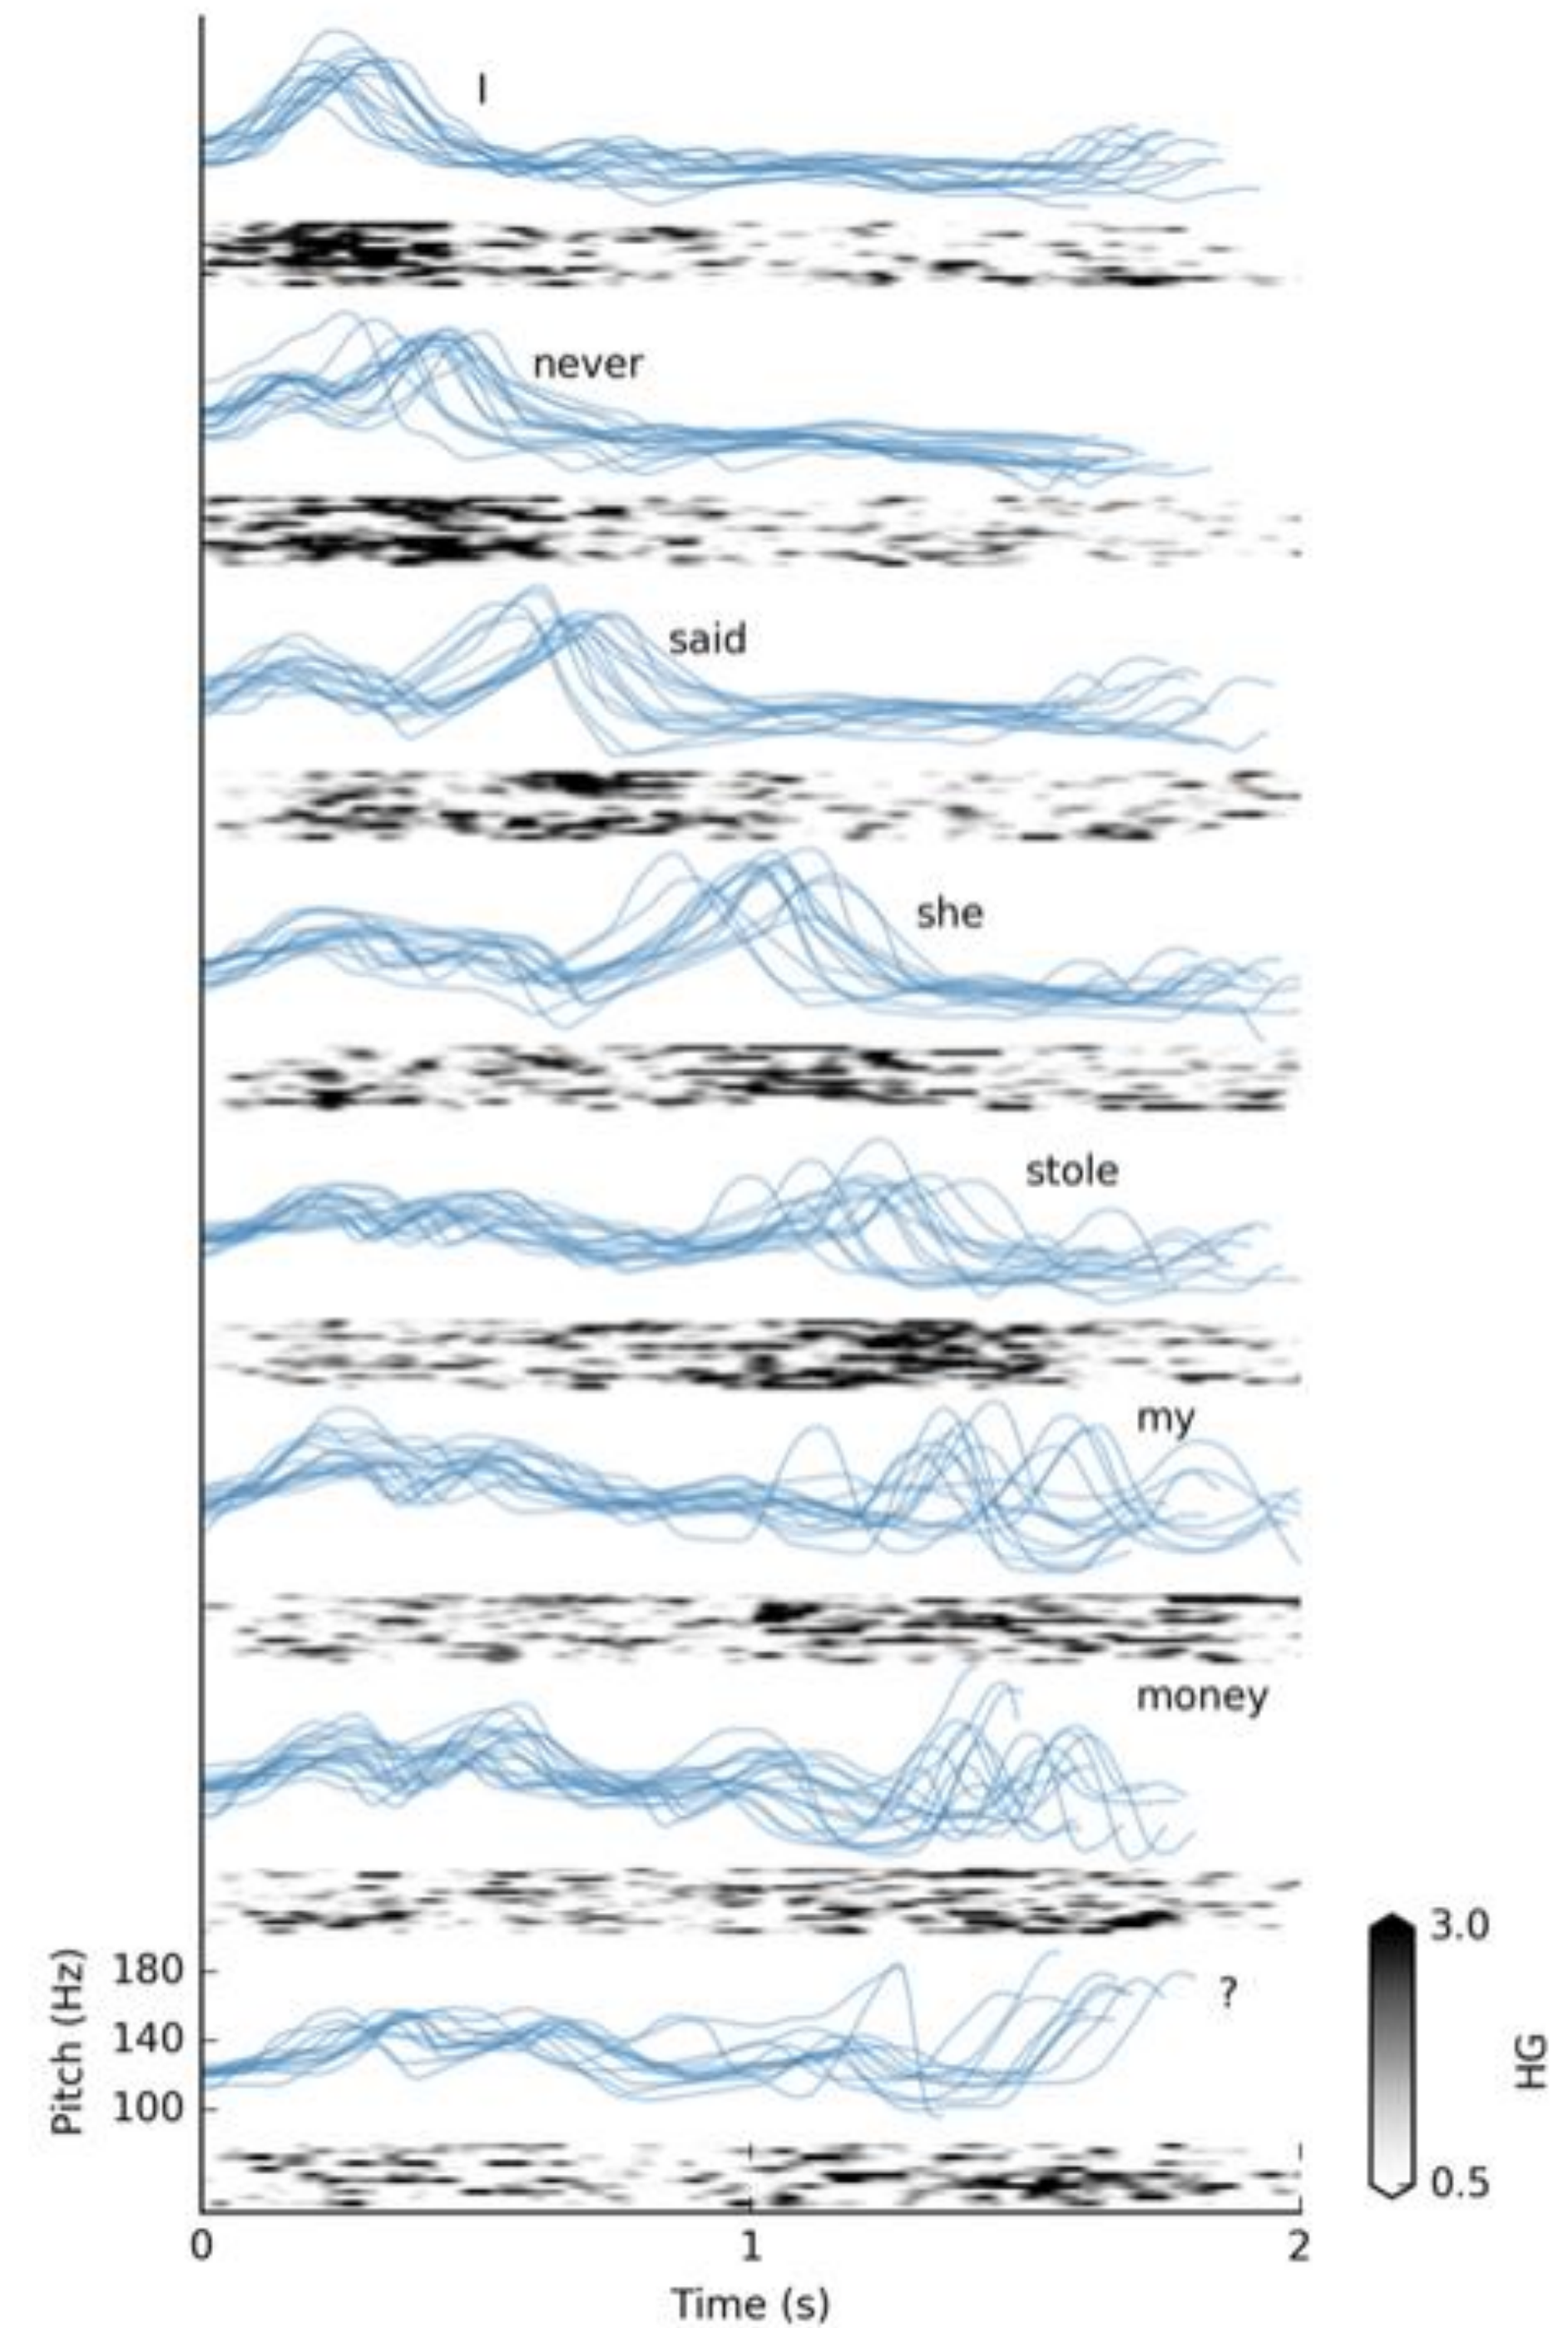 I
never
said
she
stole
my
money
?
180
140
100
Pitch (Hz)
0 1 2
Time (s)
3.0
0.5
HG